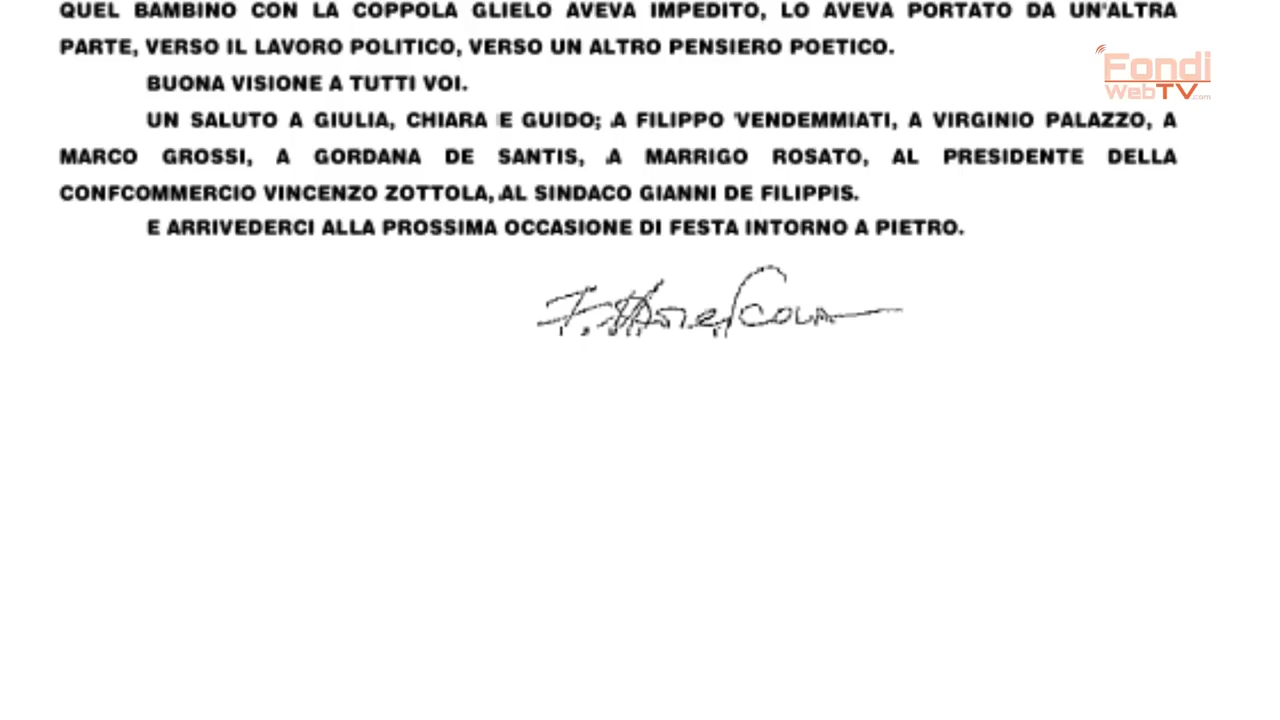 QUEL BAMBINO CON LA COPPOLA GLIELO AVEVA IMPEDITO, LO AVEVA PORTATO DA UN'ALTRA
PARTE, VERSO IL LAVORO POLITICO, VERSO UN ALTRO PENSIERO POETICO.
BUONA VISIONE A TUTTI VOI.
UN SALUTO A GIULIA, CHIARA E GUIDO; A FILIPPO VENDEMMIATI, A VIRGINIO PALAZZO, A
MARCO GROSSI, A GORDANA DE SANTIS, A MARRIGO ROSATO, AL PRESIDENTE DELLA
CONFCOMMERCIO VINCENZO ZOTTOLA, AL SINDACO GIANNI DE FILIPPIS.
E ARRIVEDERCI ALLA PROSSIMA OCCASIONE DI FESTA INTORNO A PIETRO.
Fondi
WebTV.com